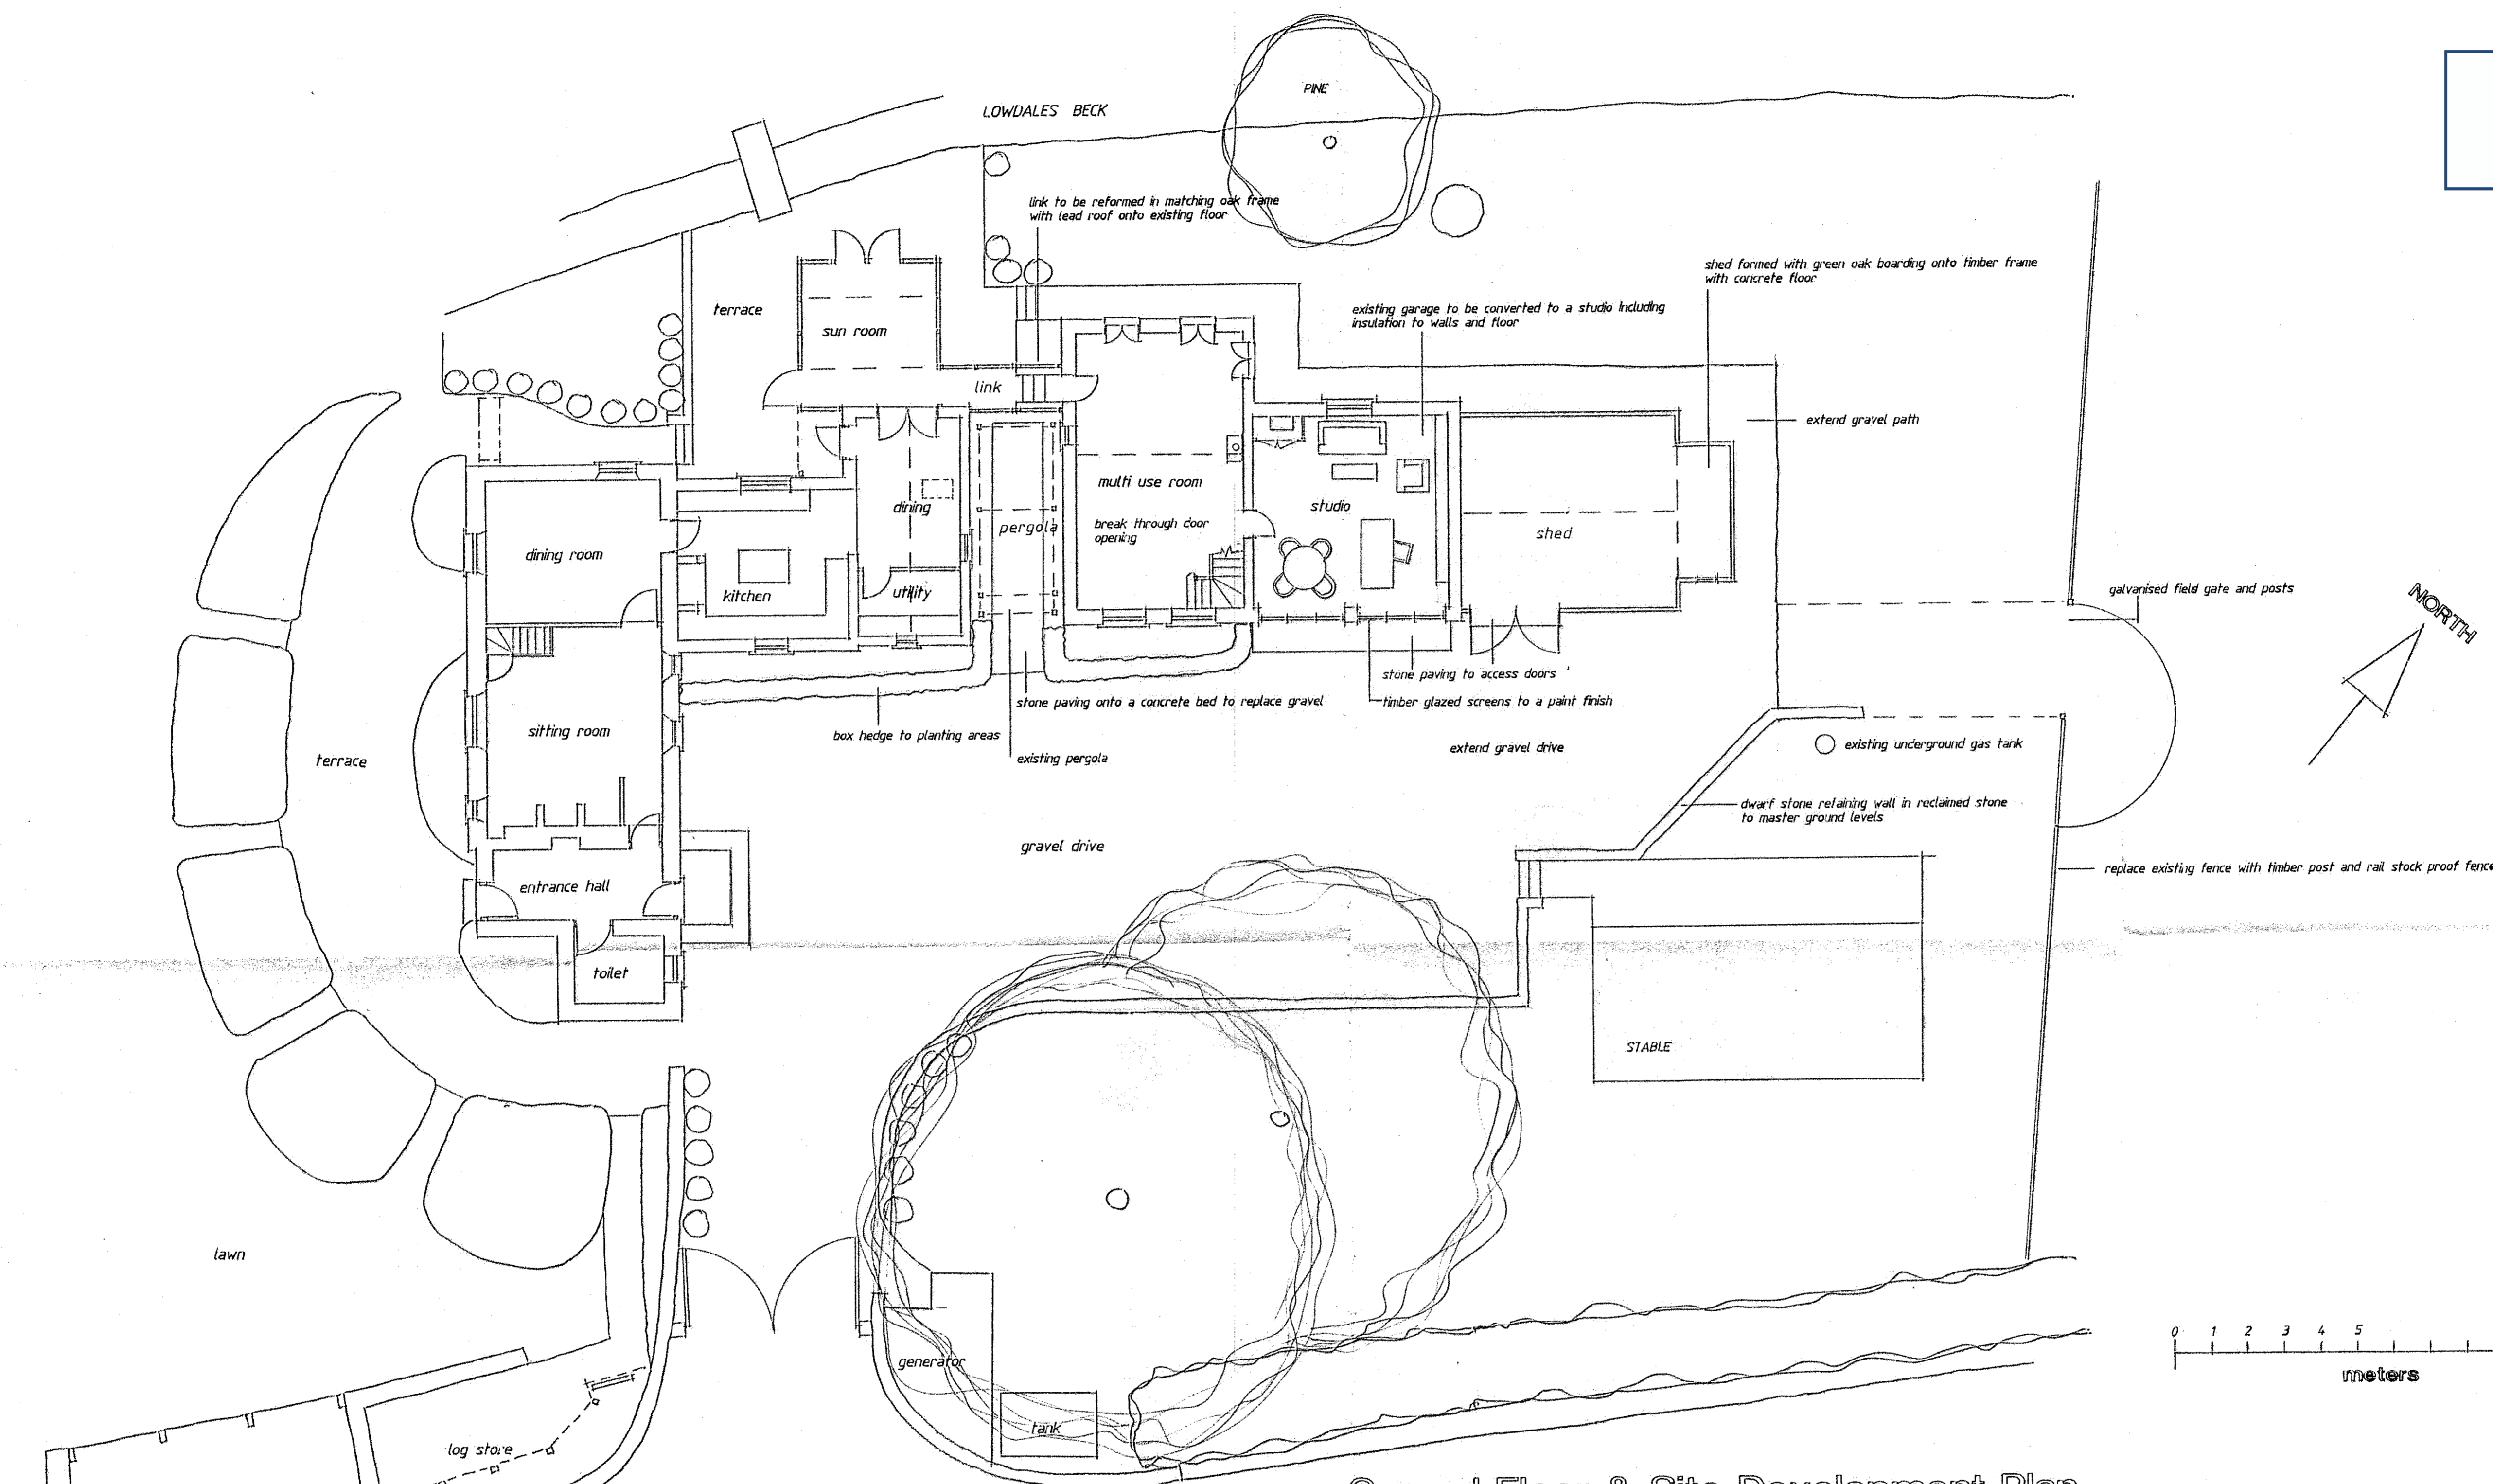 PINE
LOWDALES BECK
link to be reformed in matching oak frame
with lead roof onto existing floor
shed formed with green oak boarding onto timber frame
with concrete floor
existing garage to be converted to a studio including
insulation to walls and floor
terrace
sun room
link
extend gravel path
multi use room
break through door
opening
studio
shed
dining
pergola
dining room
kitchen
utility
galvanised field gate and posts
NORTH
stone paving to access doors
timber glazed screens to a paint finish
stone paving onto a concrete bed to replace gravel
box hedge to planting areas
existing pergola
sitting room
terrace
extend gravel drive
existing underground gas tank
dwarf stone retaining wall in reclaimed stone
to master ground levels
gravel drive
replace existing fence with timber post and rail stock proof fence
entrance hall
toilet
STABLE
lawn
generator
tank
log store
0 1 2 3 4 5
meters
Ground Floor & Site Development Plan